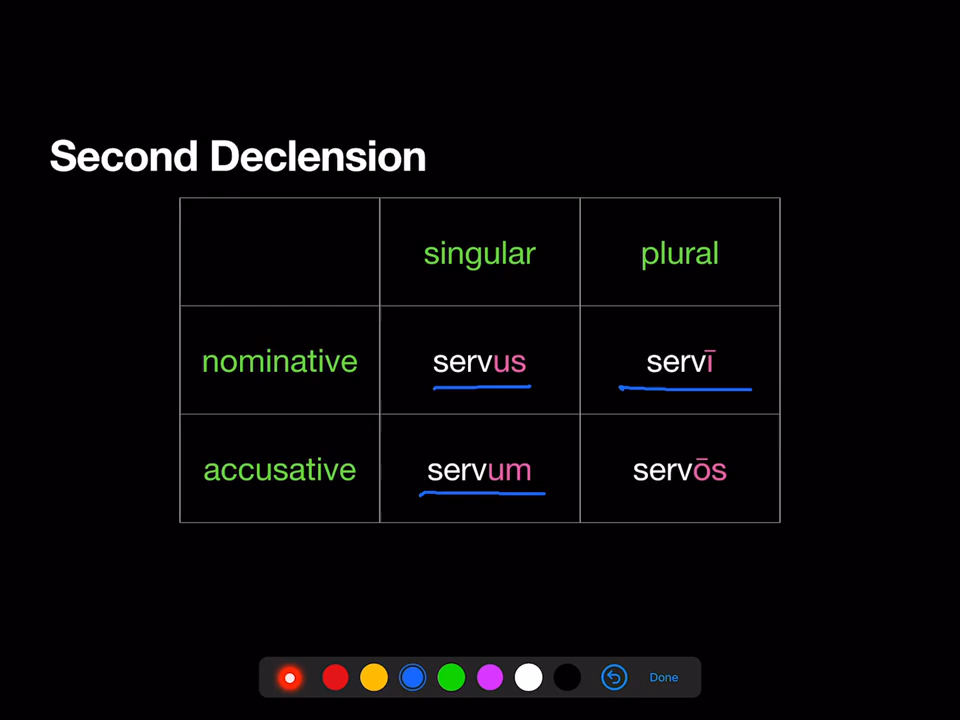 Second Declension
singular plural
nominative servus servī
accusative servum servōs
Done